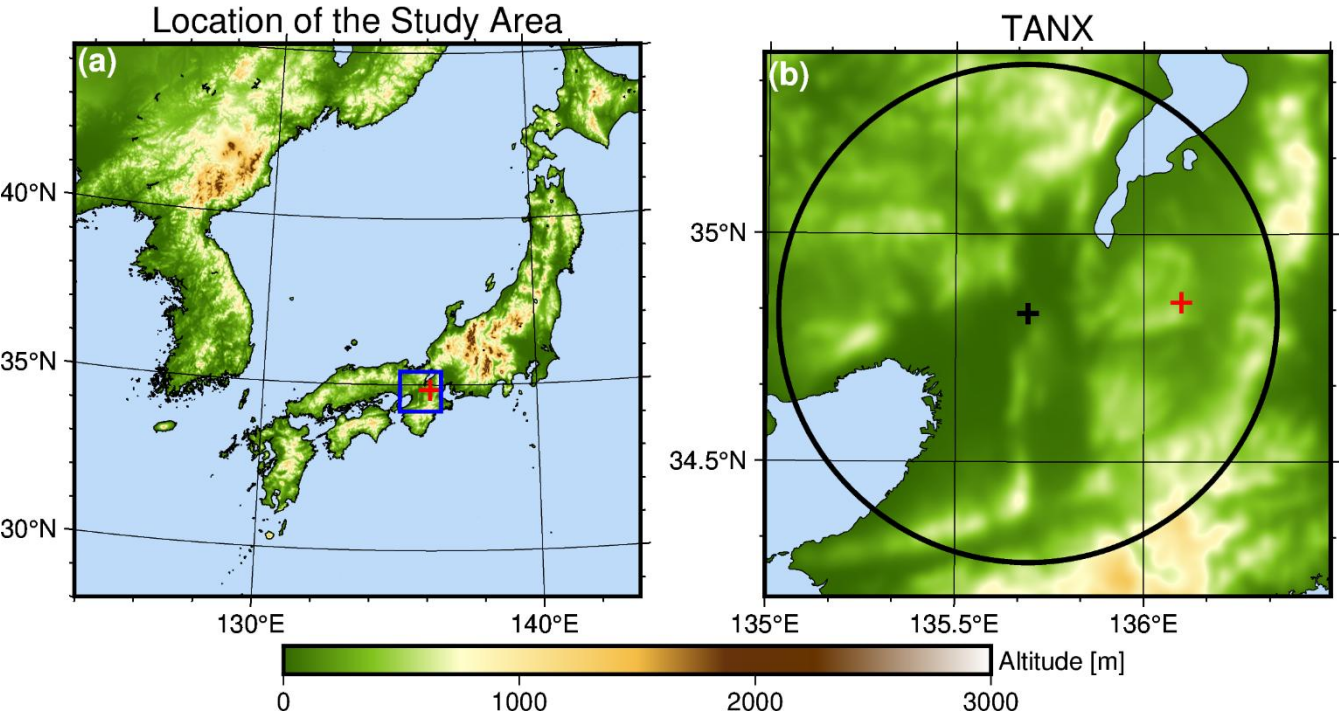 Location of the Study Area
TANX
(a)
(b)
40°N
35°N
30°N
130°E
140°E
35°N
34.5°N
135°E
135.5°E
136°E
Altitude [m]
0
1000
2000
3000